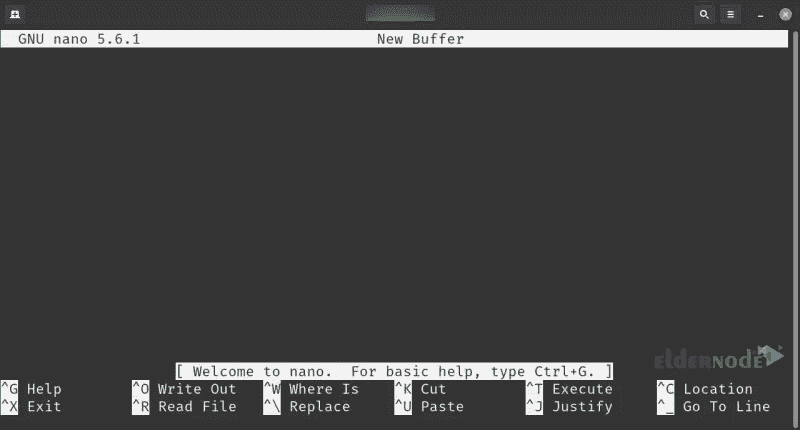 GNU nano 5.6.1 New Buffer
ELDERNODE
[ Welcome to nano. For basic help, type Ctrl+G. ]
^G Help ^O Write Out ^W Where Is ^K Cut ^T Execute ^C Location
^X Exit ^R Read File ^\ Replace ^U Paste ^J Justify ^_ Go To Line